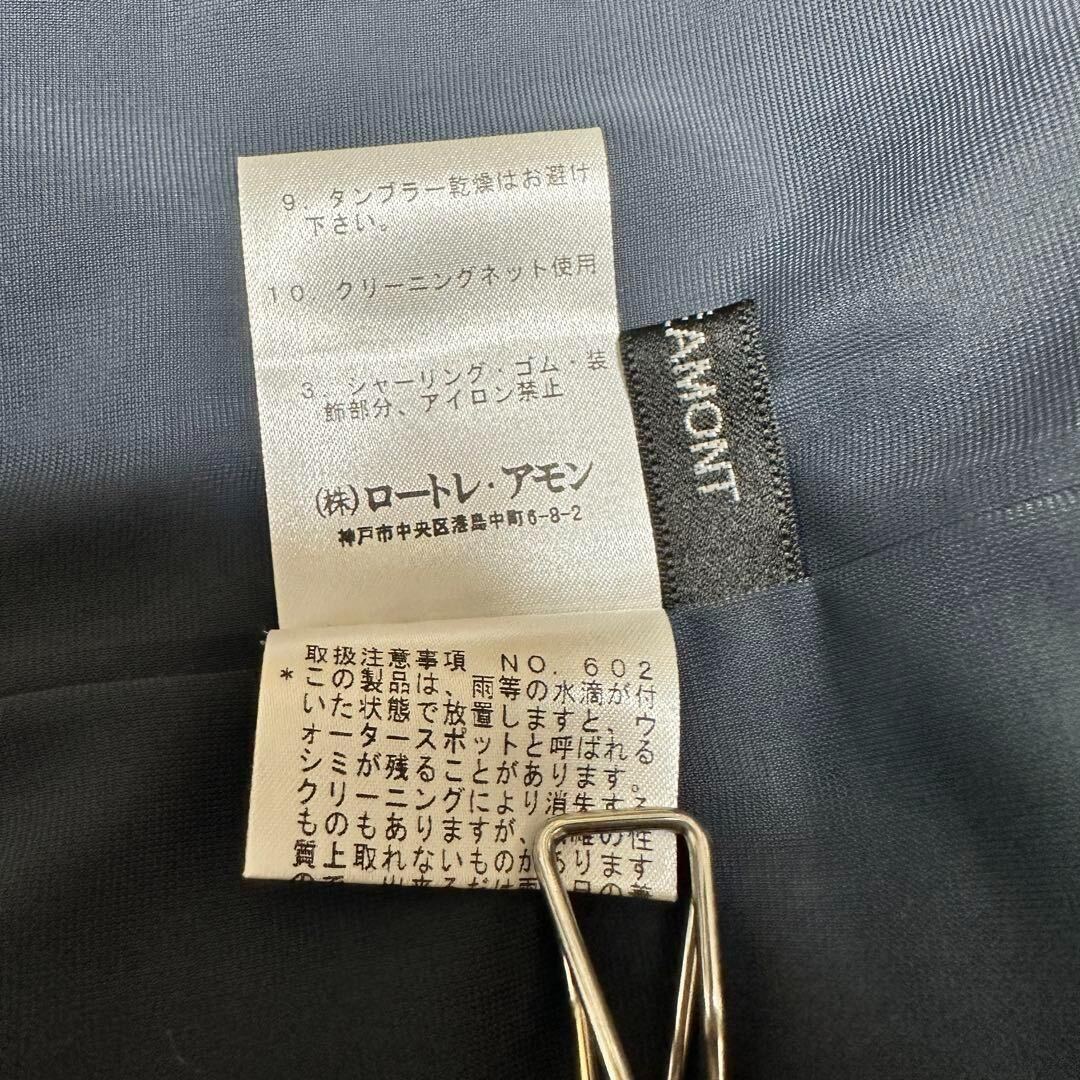 9. タンブラー乾燥はお避け
下さい。
10. クリーニングネット使用
3. シャーリング・ゴム・装
飾部分、アイロン禁止
(株)ロートレ・アモン
神戸市中央区港島中町6-8-2
EAMONT
取扱注意事項 NO. 602
*この製品は、雨等の水滴が付
いた状態で放置しますと、ウ
ォータースポットと呼ばれる
シミが残ることがあります。
クリーニングにより消失する
ものもありますが、 の性
質上取れないものがあります